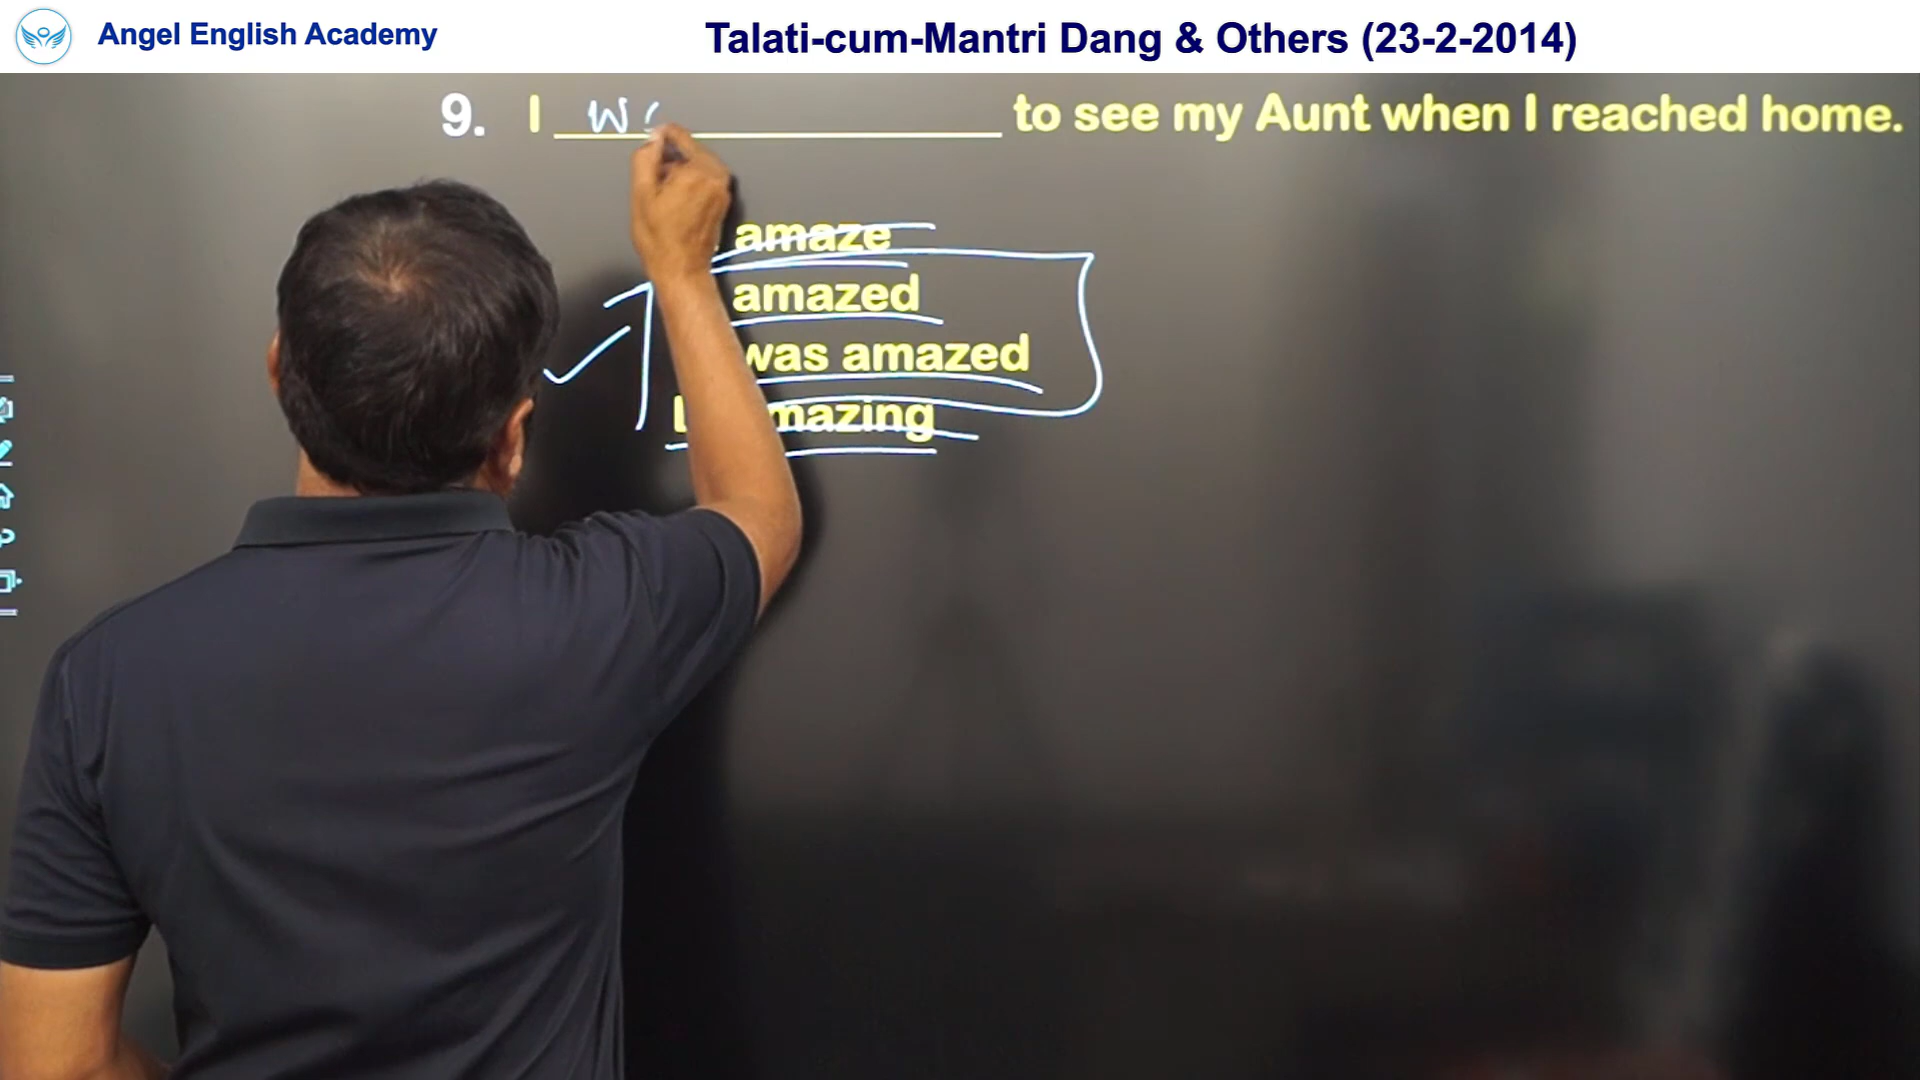 Angel English Academy
Talati-cum-Mantri Dang & Others (23-2-2014)
9. I wa to see my Aunt when I reached home.
amaze
amazed
was amazed